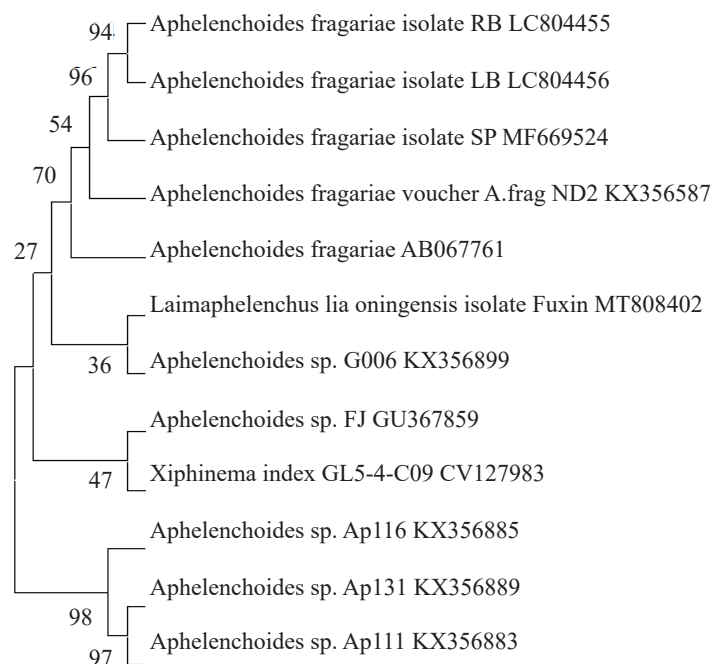 94
Aphelenchoides fragariae isolate RB LC804455
96
Aphelenchoides fragariae isolate LB LC804456
54
Aphelenchoides fragariae isolate SP MF669524
70
Aphelenchoides fragariae voucher A.frag ND2 KX356587
27
Aphelenchoides fragariae AB067761
Laimaphelenchus lia oningensis isolate Fuxin MT808402
36
Aphelenchoides sp. G006 KX356899
Aphelenchoides sp. FJ GU367859
47
Xiphinema index GL5-4-C09 CV127983
Aphelenchoides sp. Ap116 KX356885
Aphelenchoides sp. Ap131 KX356889
98
Aphelenchoides sp. Ap111 KX356883
97